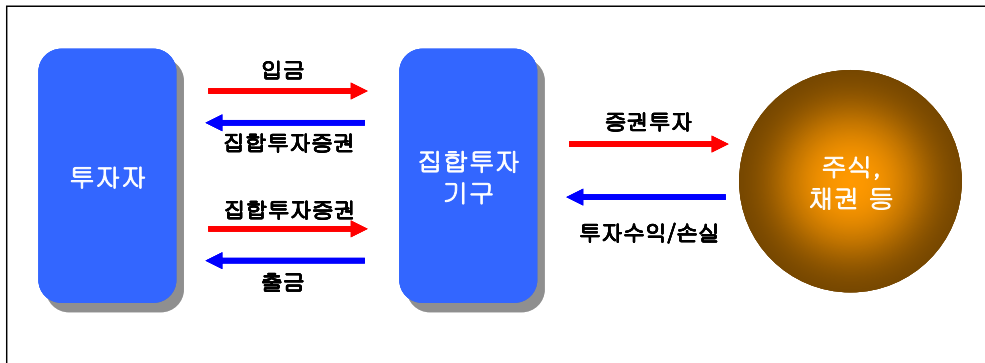 투자자
입금
집합투자증권
집합투자증권
출금
집합투자
기구
증권투자
투자수익/손실
주식,
채권 등